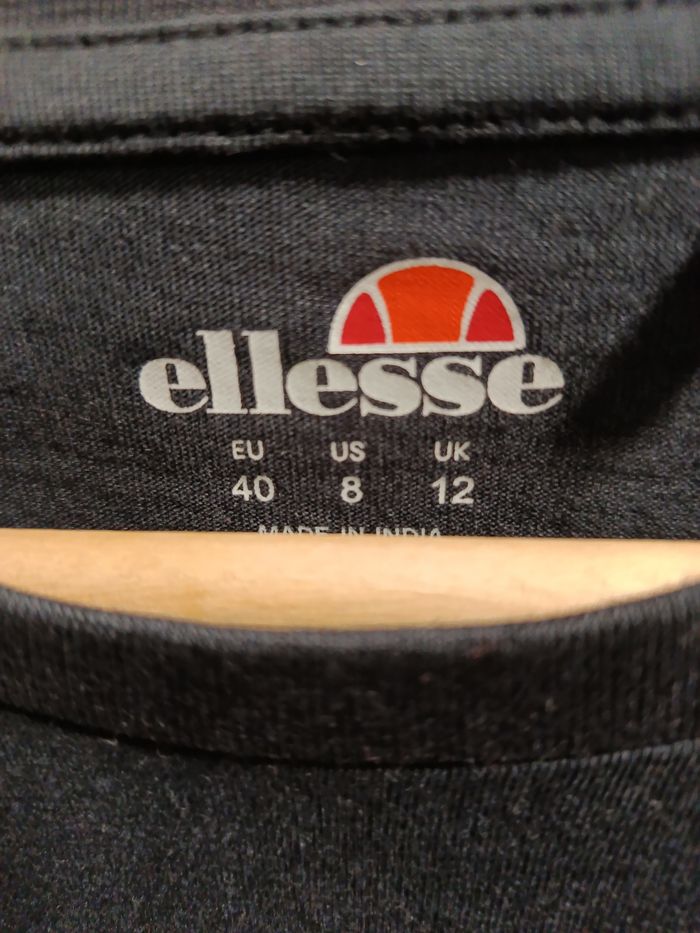 ellesse
EU US UK
40 8 12
MADE IN INDIA